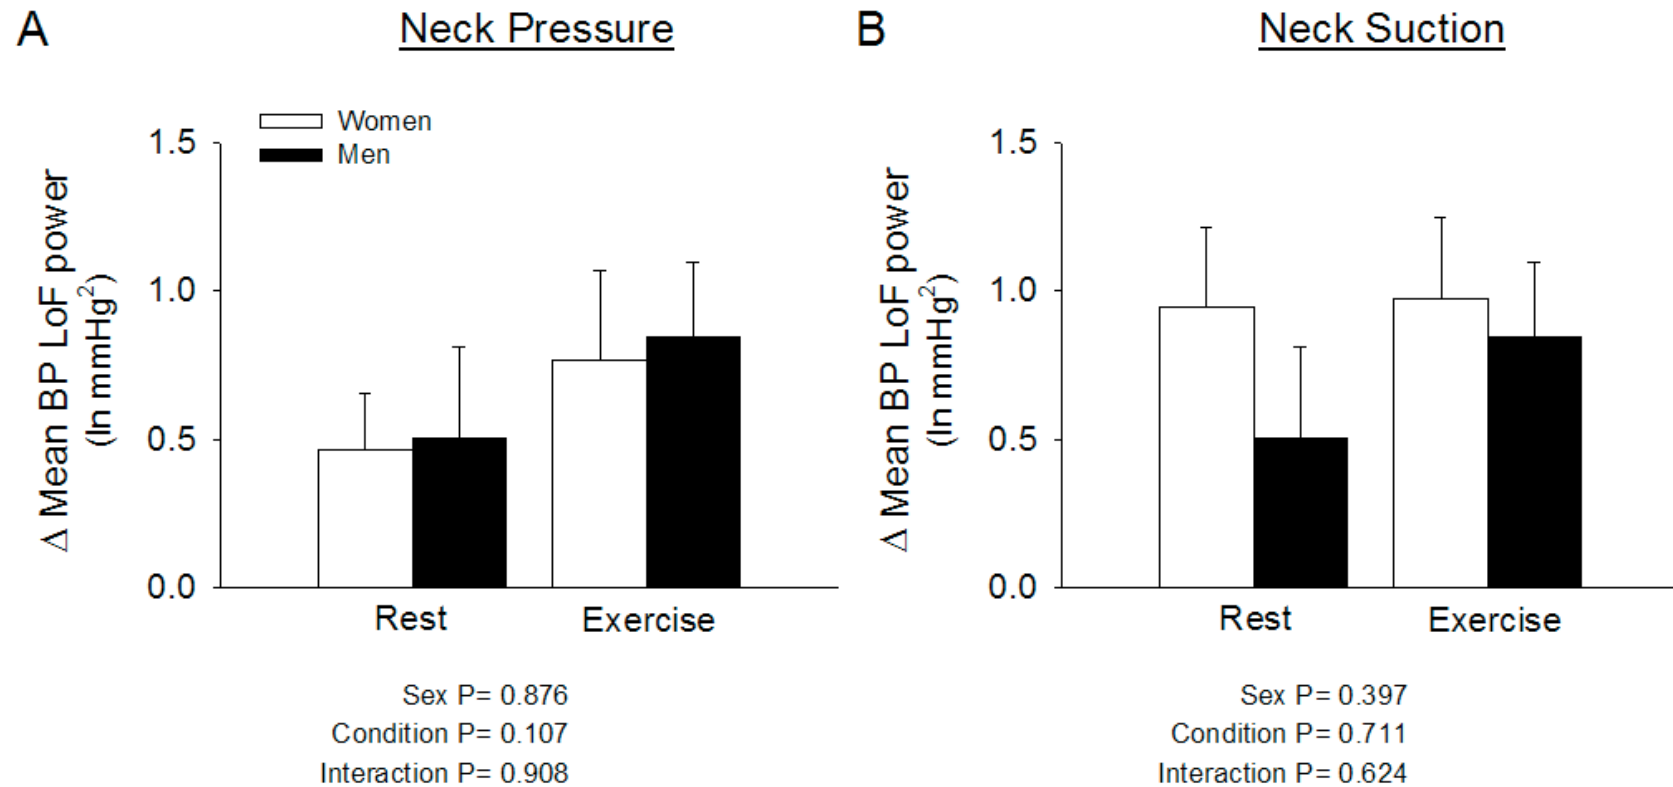 A
Neck Pressure
Women
Men
1.5
1.0
0.5
0.0
Δ Mean BP LoF power
(ln mmHg²)
Rest
Exercise
Sex P= 0.876
Condition P= 0.107
Interaction P= 0.908
B
Neck Suction
1.5
1.0
0.5
0.0
Δ Mean BP LoF power
(ln mmHg²)
Rest
Exercise
Sex P= 0.397
Condition P= 0.711
Interaction P= 0.624